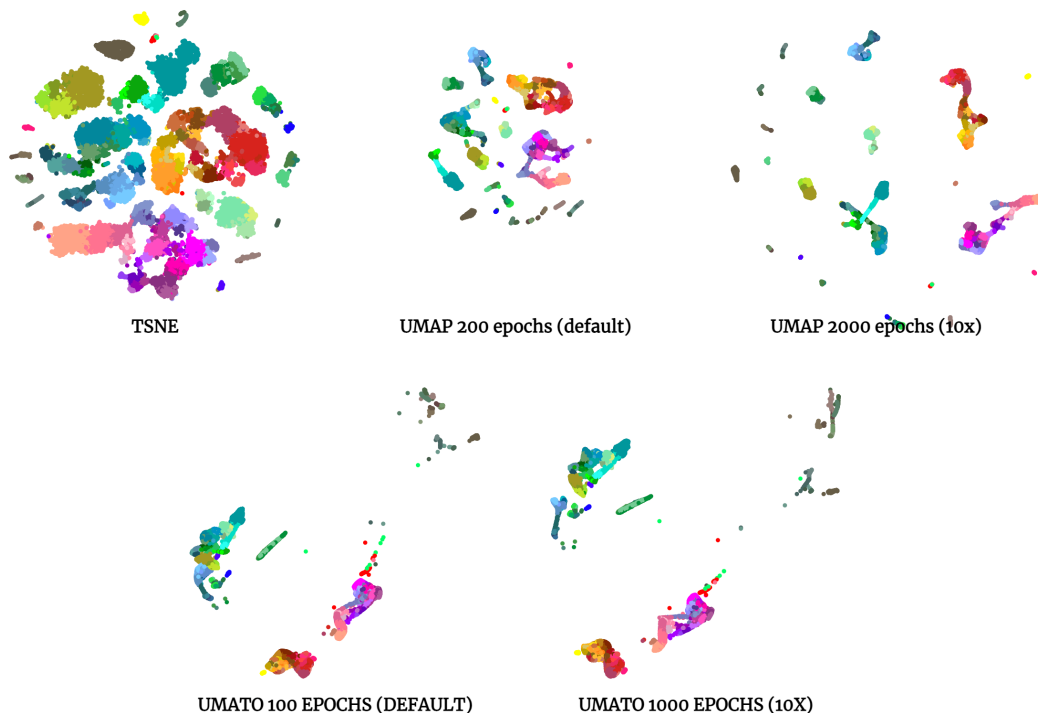 TSNE
UMAP 200 epochs (default)
UMAP 2000 epochs (10x)
UMATO 100 EPOCHS (DEFAULT)
UMATO 1000 EPOCHS (10X)